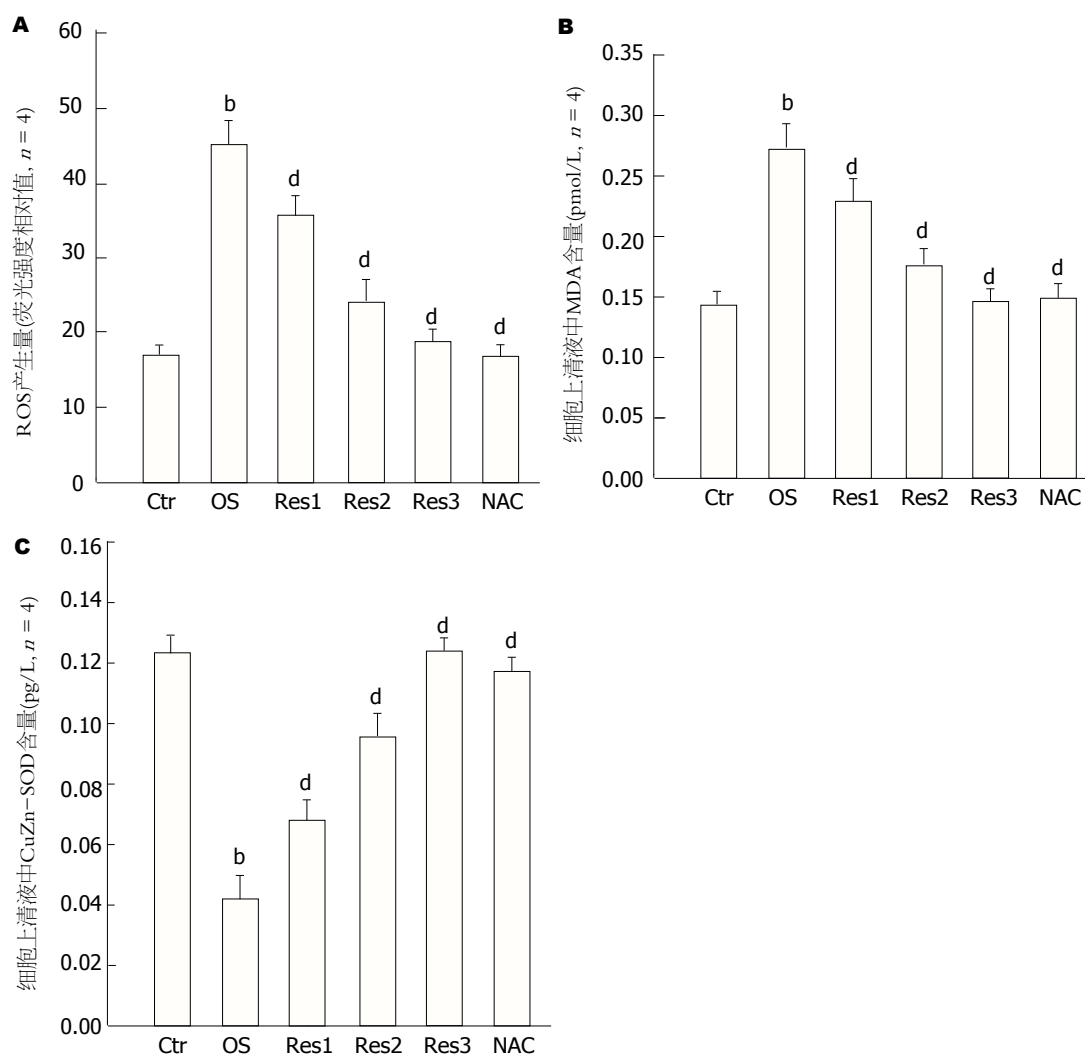 A
ROS产生量(荧光强度相对值, n = 4)
60
50
40
30
20
10
0
b
d
d
d
d
Ctr OS Res1 Res2 Res3 NAC
B
细胞上清液中MDA含量(pmol/L, n = 4)
0.35
0.30
0.25
0.20
0.15
0.10
0.05
0.00
b
d
d
d
d
Ctr OS Res1 Res2 Res3 NAC
C
细胞上清液中CuZn-SOD含量(pg/L, n = 4)
0.16
0.14
0.12
0.10
0.08
0.06
0.04
0.02
0.00
b
d
d
d
d
Ctr OS Res1 Res2 Res3 NAC